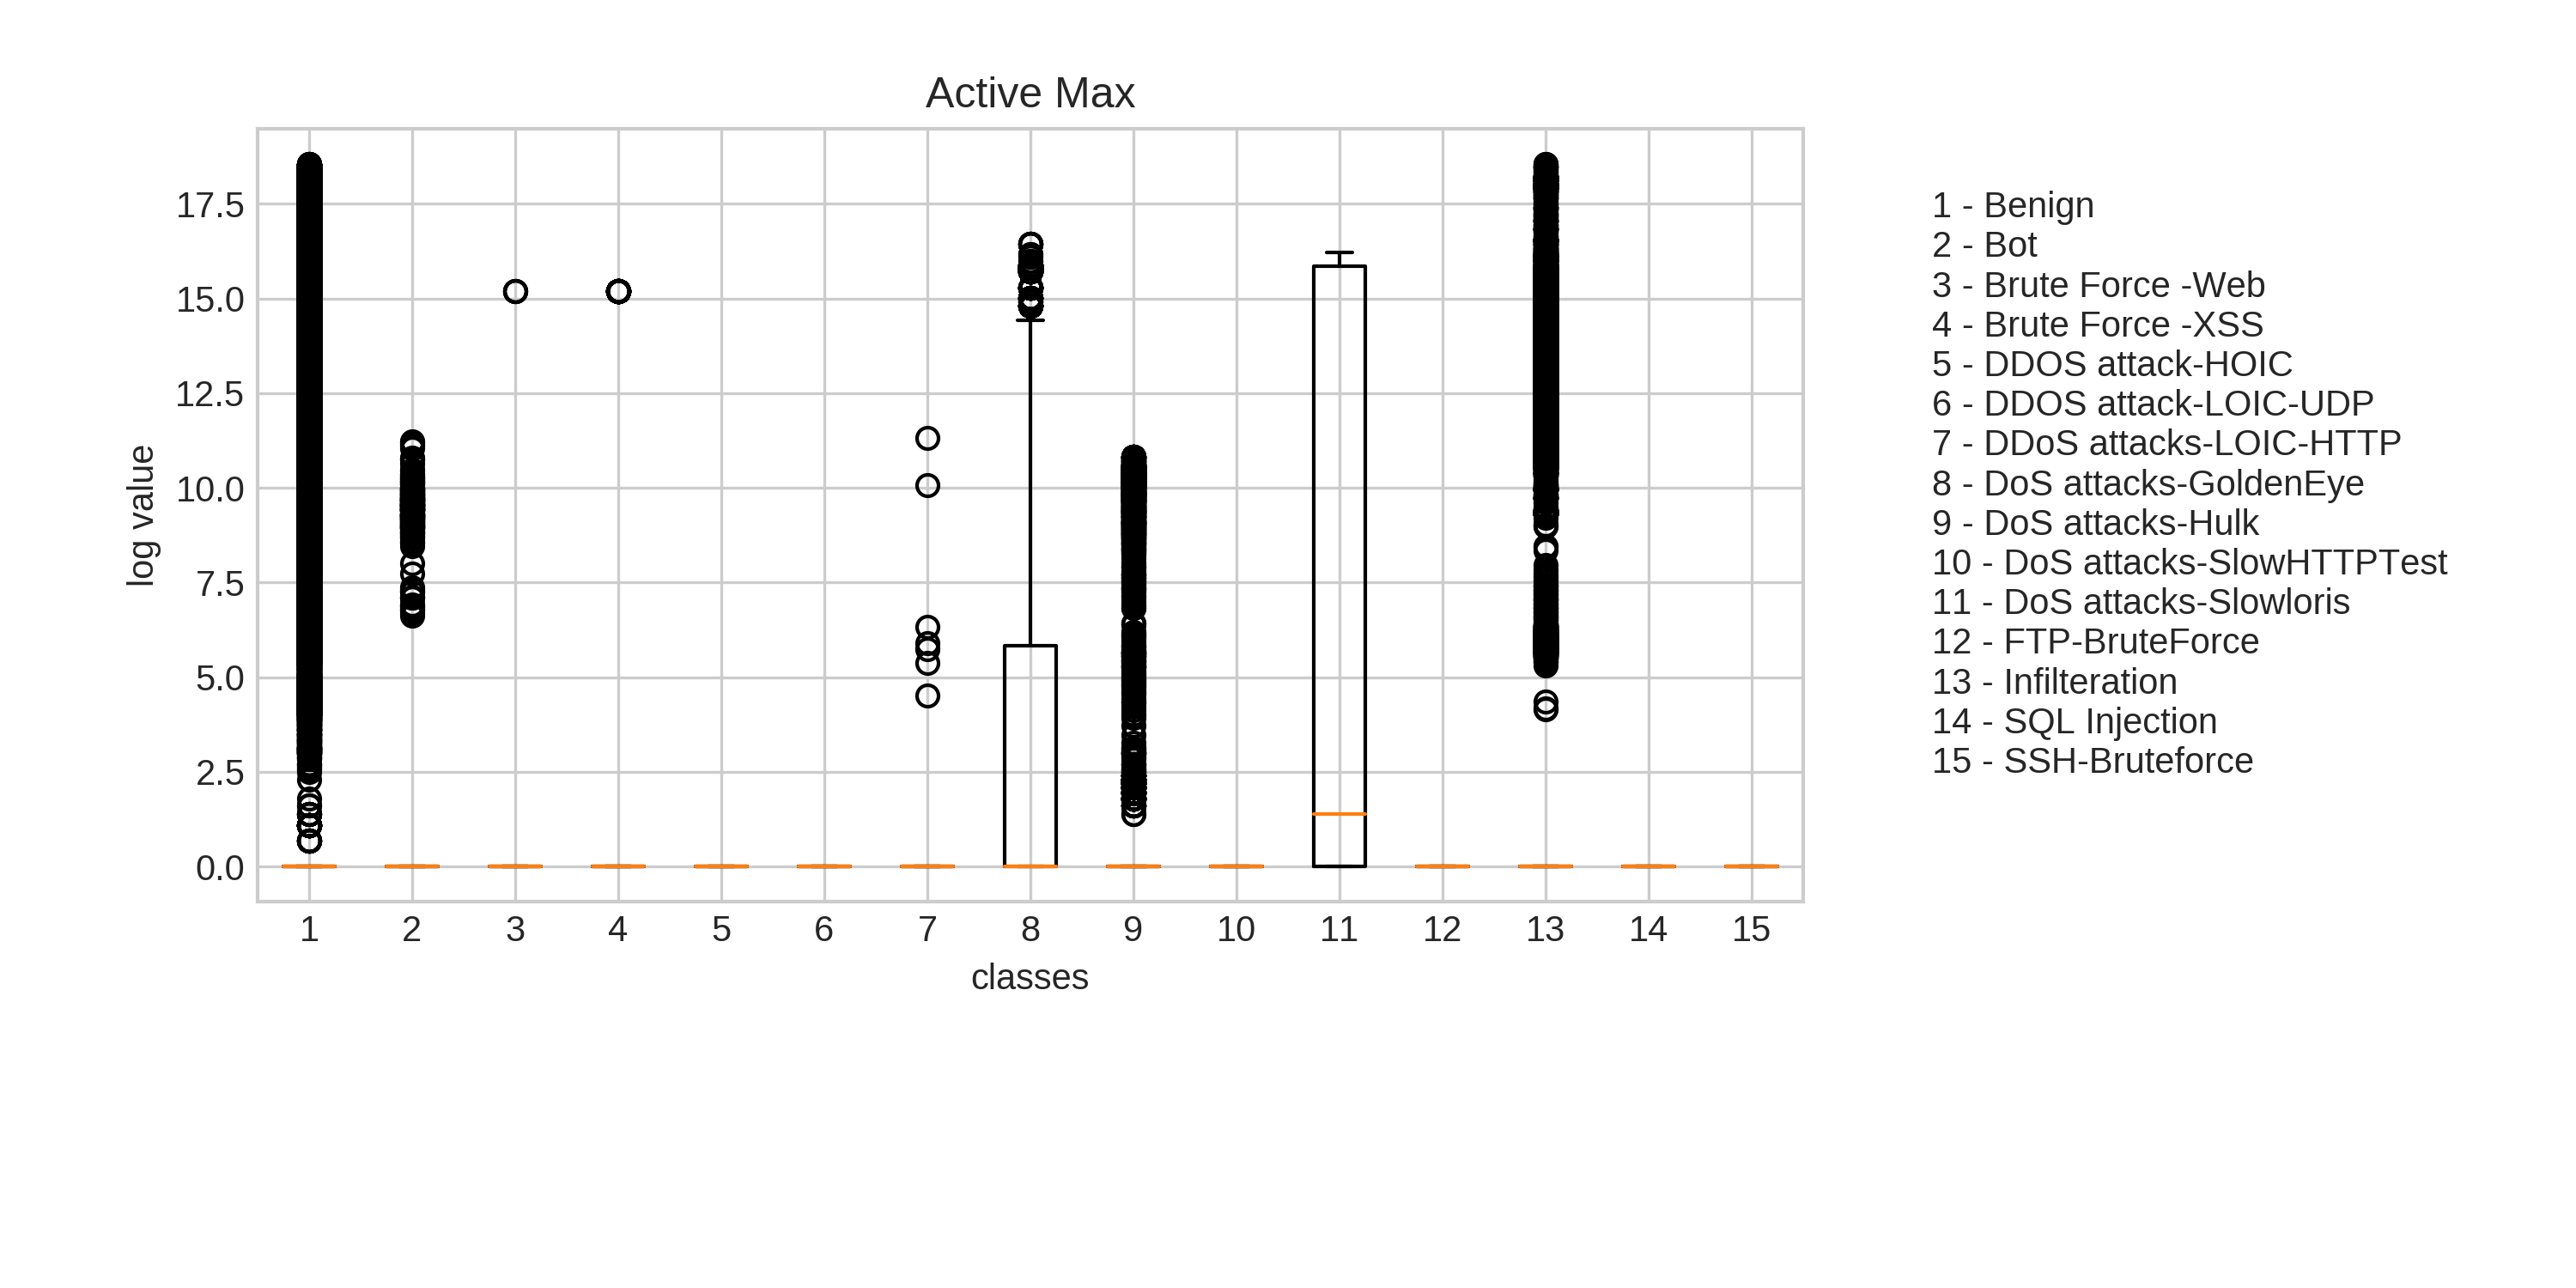 Active Max
17.5
15.0
12.5
10.0
7.5
5.0
2.5
0.0
log value
1 2 3 4 5 6 7 8 9 10 11 12 13 14 15
classes
1 - Benign
2 - Bot
3 - Brute Force -Web
4 - Brute Force -XSS
5 - DDOS attack-HOIC
6 - DDOS attack-LOIC-UDP
7 - DDoS attacks-LOIC-HTTP
8 - DoS attacks-GoldenEye
9 - DoS attacks-Hulk
10 - DoS attacks-SlowHTTPTest
11 - DoS attacks-Slowloris
12 - FTP-BruteForce
13 - Infilteration
14 - SQL Injection
15 - SSH-Bruteforce